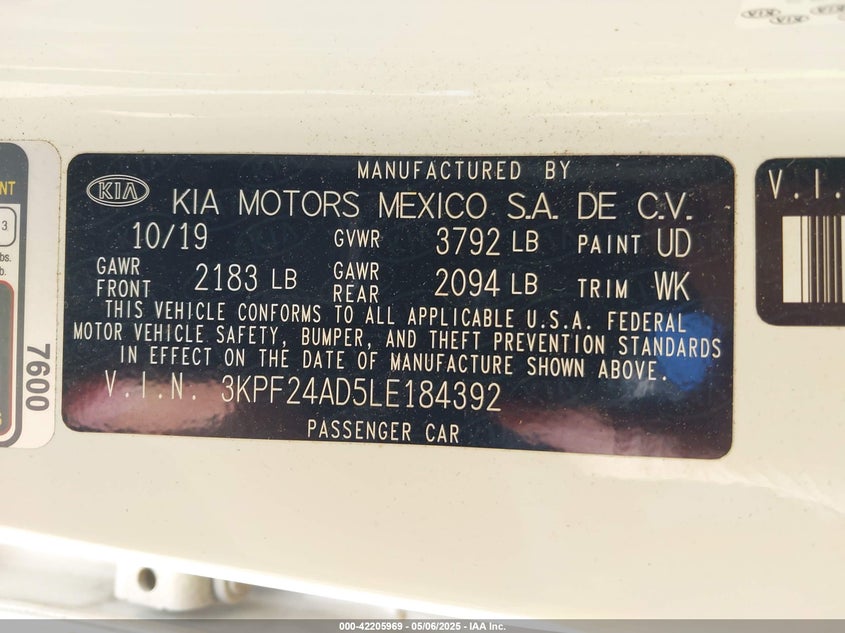 MANUFACTURED BY
KIA KIA MOTORS MEXICO S.A. DE C.V.
10/19 GVWR 3792 LB PAINT UD
GAWR FRONT 2183 LB GAWR REAR 2094 LB TRIM WK
THIS VEHICLE CONFORMS TO ALL APPLICABLE U.S.A. FEDERAL
MOTOR VEHICLE SAFETY, BUMPER, AND THEFT PREVENTION STANDARDS
IN EFFECT ON THE DATE OF MANUFACTURE SHOWN ABOVE.
V.I.N. 3KPF24AD5LE184392
PASSENGER CAR
NT
3
lbs.
b.
7600
V.I.
000-42205969 - 05/06/2025 - IAA Inc.